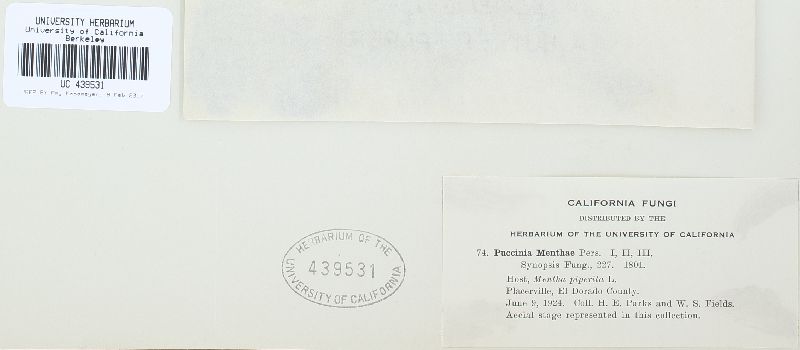 UNIVERSITY HERBARIUM
University of California
Berkeley
UC 439531
HERBARIUM OF THE
439531
UNIVERSITY OF CALIFORNIA
CALIFORNIA FUNGI
DISTRIBUTED BY THE
HERBARIUM OF THE UNIVERSITY OF CALIFORNIA
74. Puccinia Menthae Pers. I, II, III,
Synopsis Fung., 227. 1801.
Host, Mentha piperita L.
Placerville, El Dorado County.
June 9, 1924. Coll. H. E. Parks and W. S. Fields.
Aecial stage represented in this collection.